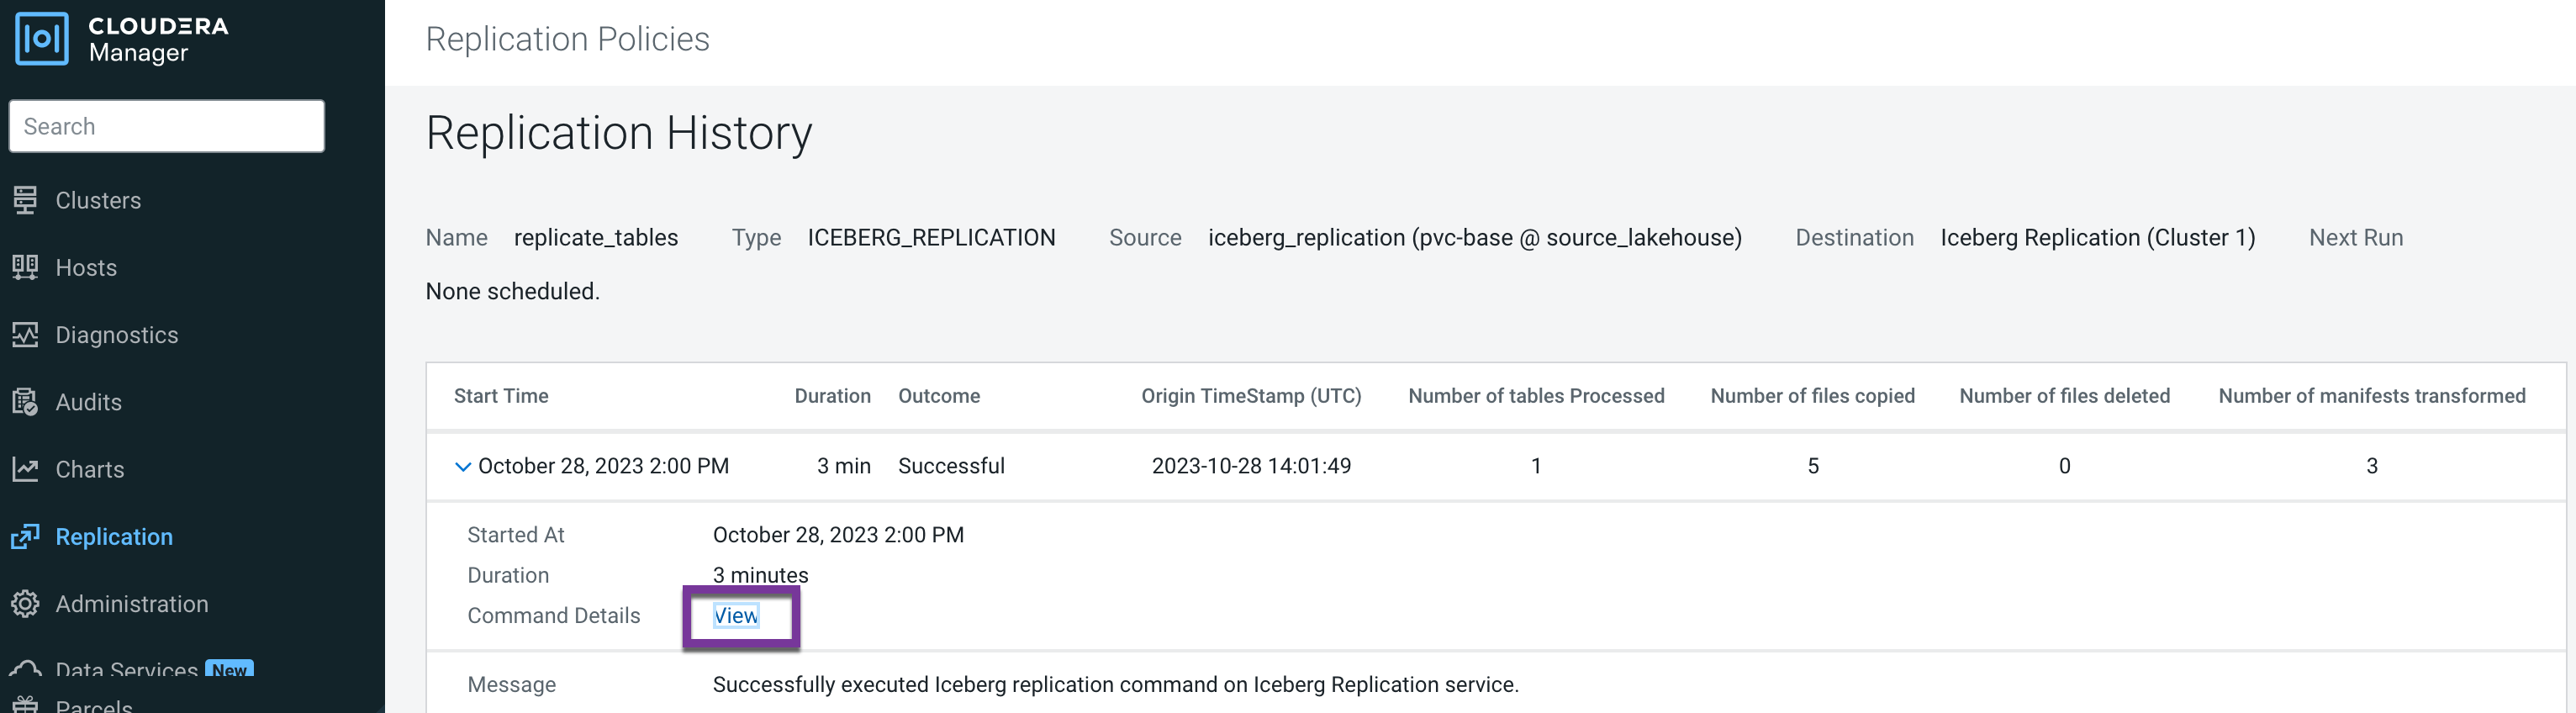 CLOUDERA
Manager
Search
Clusters
Hosts
Diagnostics
Audits
Charts
Replication
Administration
Data Services New
Parcels
Replication Policies
Replication History
Name replicate_tables Type ICEBERG_REPLICATION Source iceberg_replication (pvc-base @ source_lakehouse) Destination Iceberg Replication (Cluster 1) Next Run
None scheduled.
Start Time Duration Outcome Origin TimeStamp (UTC) Number of tables Processed Number of files copied Number of files deleted Number of manifests transformed
October 28, 2023 2:00 PM 3 min Successful 2023-10-28 14:01:49 1 5 0 3
Started At October 28, 2023 2:00 PM
Duration 3 minutes
Command Details View
Message Successfully executed Iceberg replication command on Iceberg Replication service.